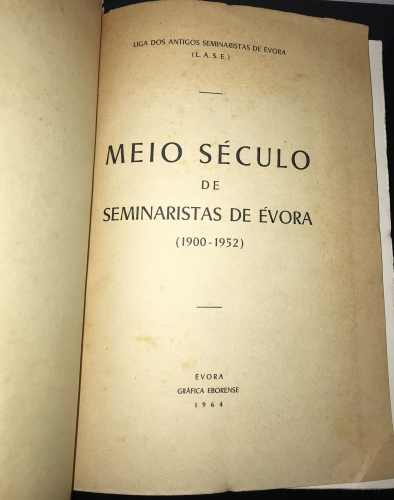 LIGA DOS ANTIGOS SEMINARISTAS DE ÉVORA
(L. A. S. E.)
MEIO SÉCULO
DE
SEMINARISTAS DE ÉVORA
(1900-1952)
ÉVORA
GRÁFICA EBORENSE
1964